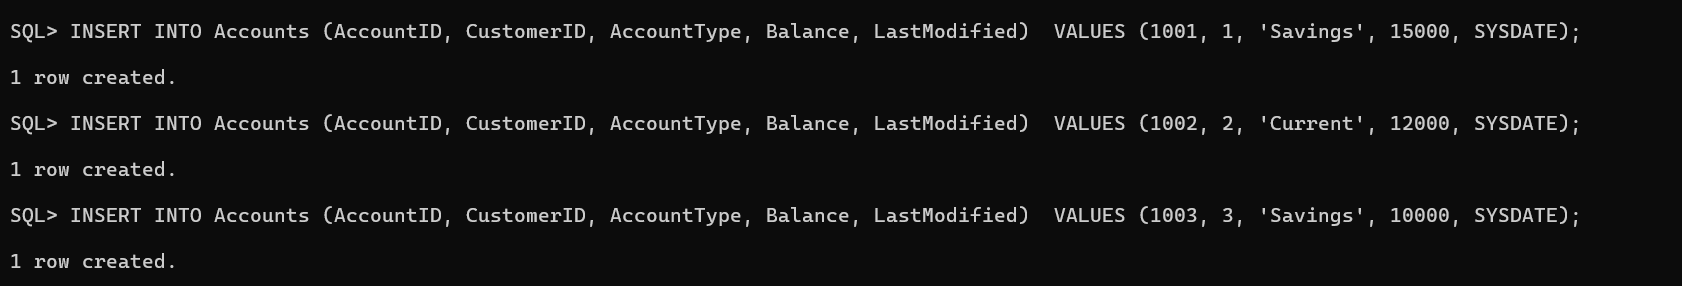 SQL> INSERT INTO Accounts (AccountID, CustomerID, AccountType, Balance, LastModified)  VALUES (1001, 1, 'Savings', 15000, SYSDATE);
1 row created.
SQL> INSERT INTO Accounts (AccountID, CustomerID, AccountType, Balance, LastModified)  VALUES (1002, 2, 'Current', 12000, SYSDATE);
1 row created.
SQL> INSERT INTO Accounts (AccountID, CustomerID, AccountType, Balance, LastModified)  VALUES (1003, 3, 'Savings', 10000, SYSDATE);
1 row created.